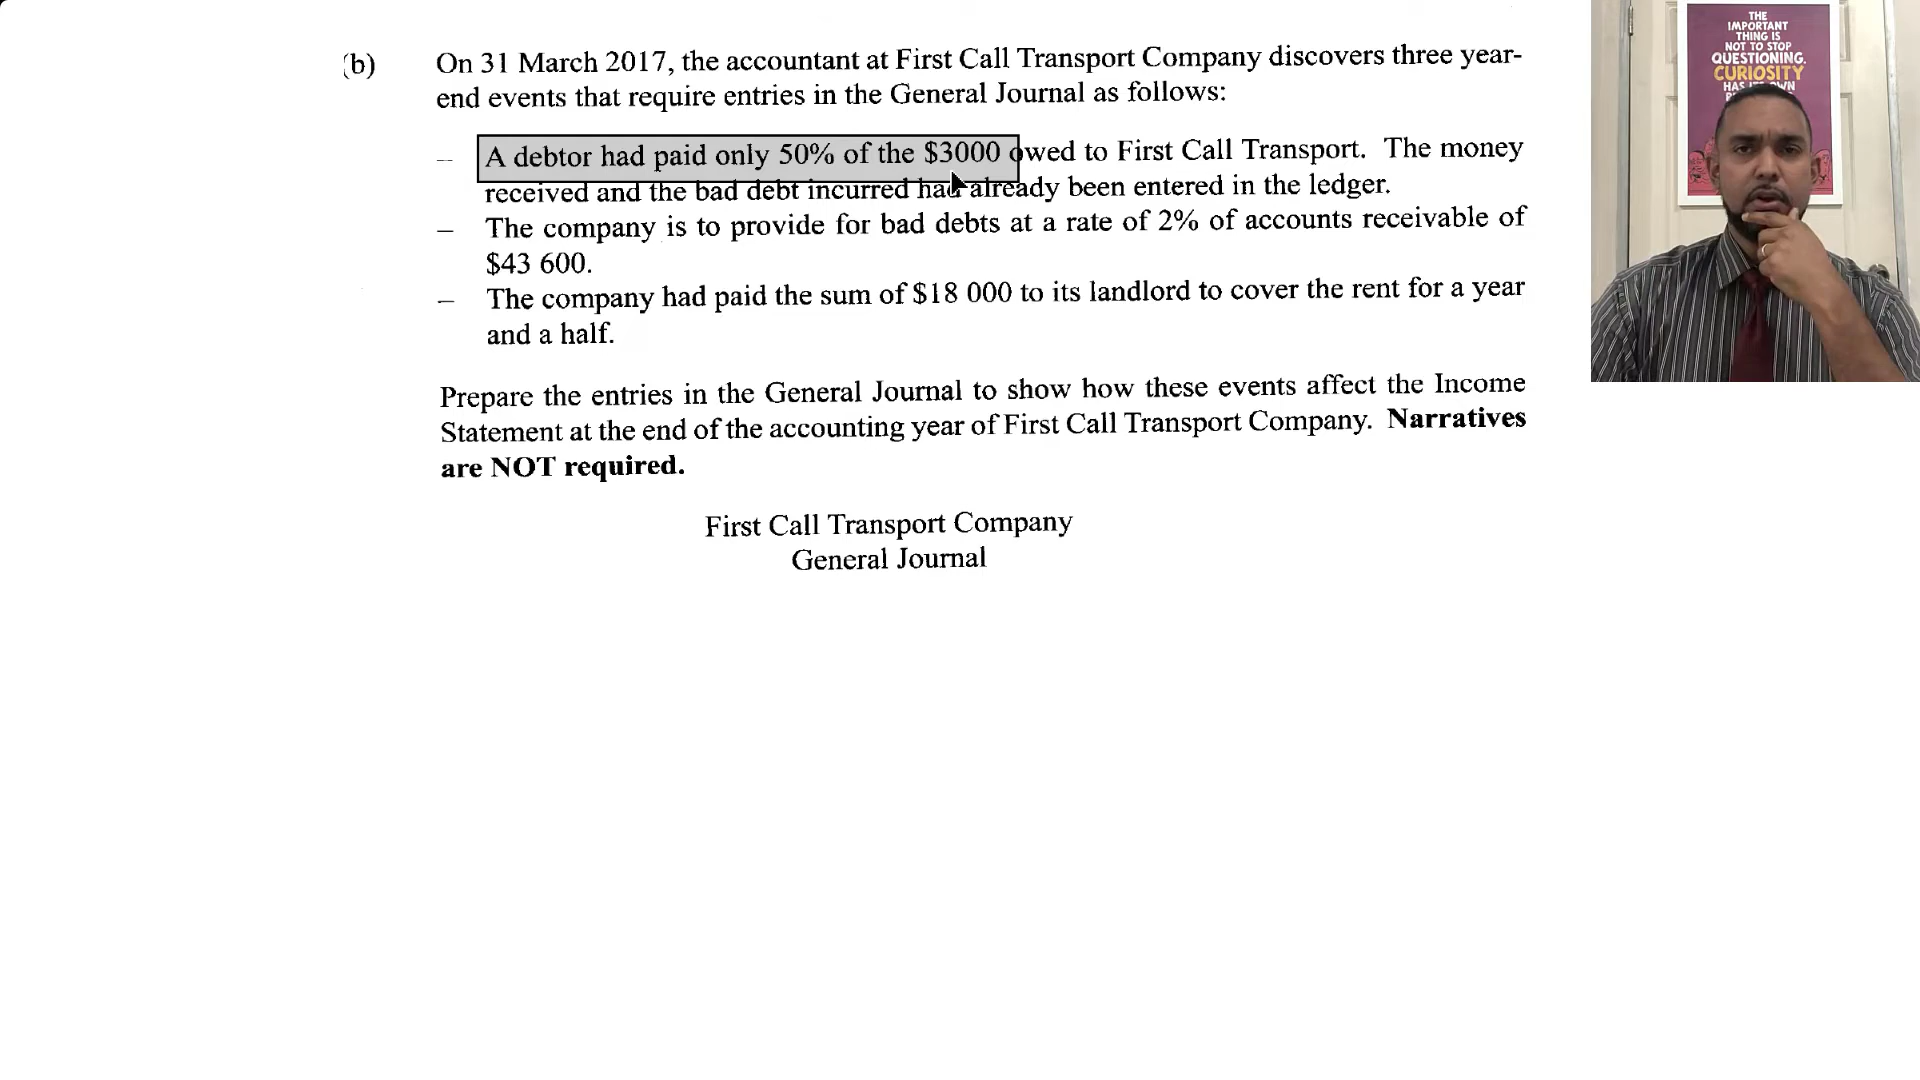 (b) On 31 March 2017, the accountant at First Call Transport Company discovers three year-
end events that require entries in the General Journal as follows:
– A debtor had paid only 50% of the $3000 owed to First Call Transport. The money
received and the bad debt incurred had already been entered in the ledger.
– The company is to provide for bad debts at a rate of 2% of accounts receivable of
$43 600.
– The company had paid the sum of $18 000 to its landlord to cover the rent for a year
and a half.
Prepare the entries in the General Journal to show how these events affect the Income
Statement at the end of the accounting year of First Call Transport Company. Narratives
are NOT required.
First Call Transport Company
General Journal
THE
IMPORTANT
THING IS
NOT TO STOP
QUESTIONING.
CURIOSITY
HAS